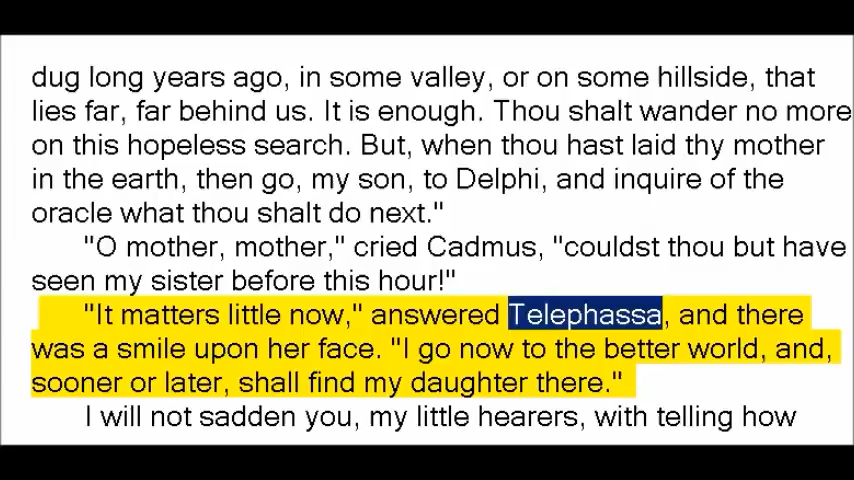 dug long years ago, in some valley, or on some hillside, that
lies far, far behind us. It is enough. Thou shalt wander no more
on this hopeless search. But, when thou hast laid thy mother
in the earth, then go, my son, to Delphi, and inquire of the
oracle what thou shalt do next."
"O mother, mother," cried Cadmus, "couldst thou but have
seen my sister before this hour!"
"It matters little now," answered Telephassa, and there
was a smile upon her face. "I go now to the better world, and,
sooner or later, shall find my daughter there."
I will not sadden you, my little hearers, with telling how